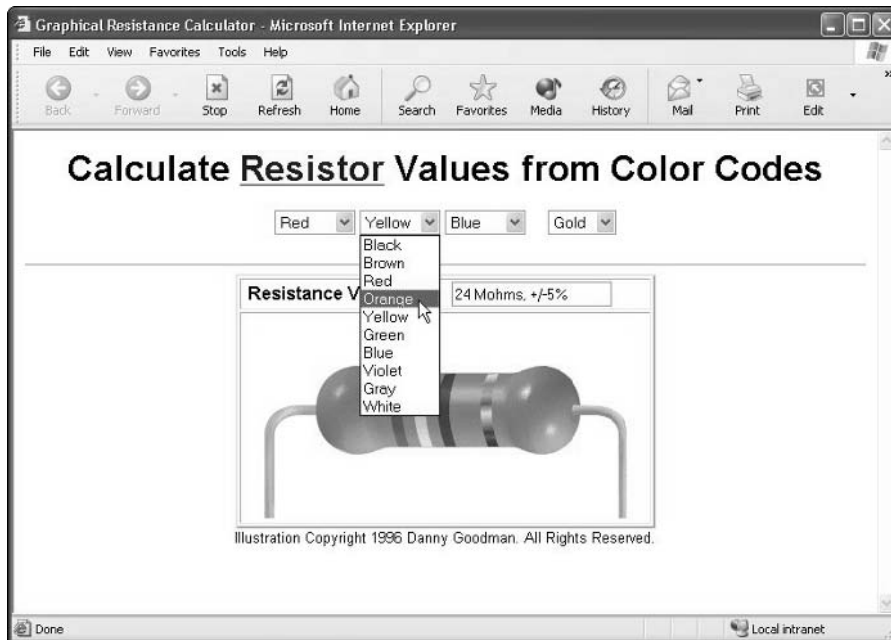 Graphical Resistance Calculator - Microsoft Internet Explorer
File Edit View Favorites Tools Help
Back Forward Stop Refresh Home Search Favorites Media History Mail Print Edit
Calculate Resistor Values from Color Codes
Red Yellow Blue Gold
Black
Brown
Red
Resistance V
24 Mohms, +/-5%
Orange
Yellow
Green
Blue
Violet
Gray
White
Illustration Copyright 1996 Danny Goodman. All Rights Reserved.
Done Local intranet